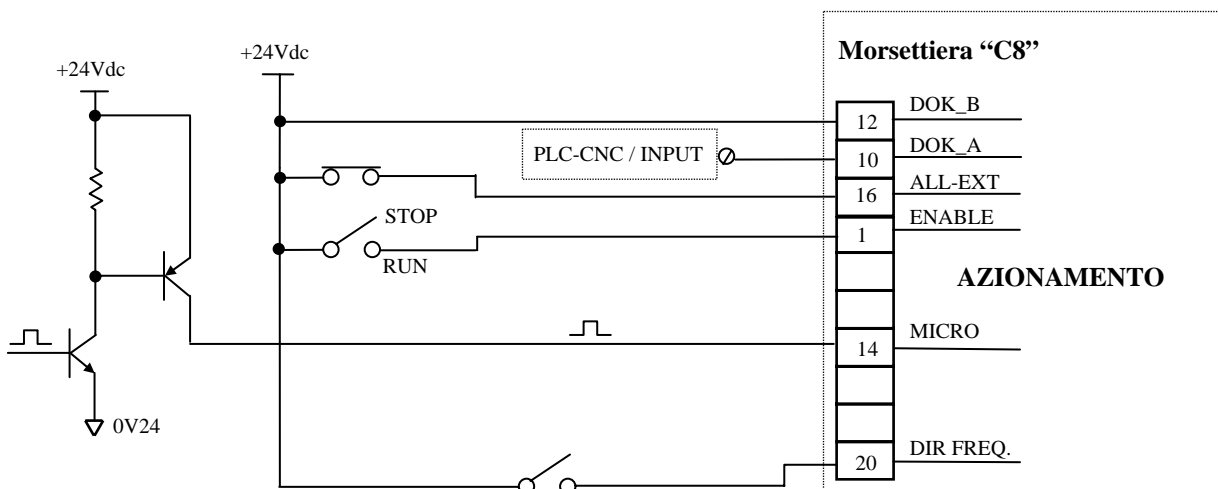 +24Vdc
+24Vdc
Morsettiera “C8”
12 DOK_B
PLC-CNC / INPUT
10 DOK_A
16 ALL-EXT
STOP
RUN
1 ENABLE
AZIONAMENTO
14 MICRO
0V24
20 DIR FREQ.